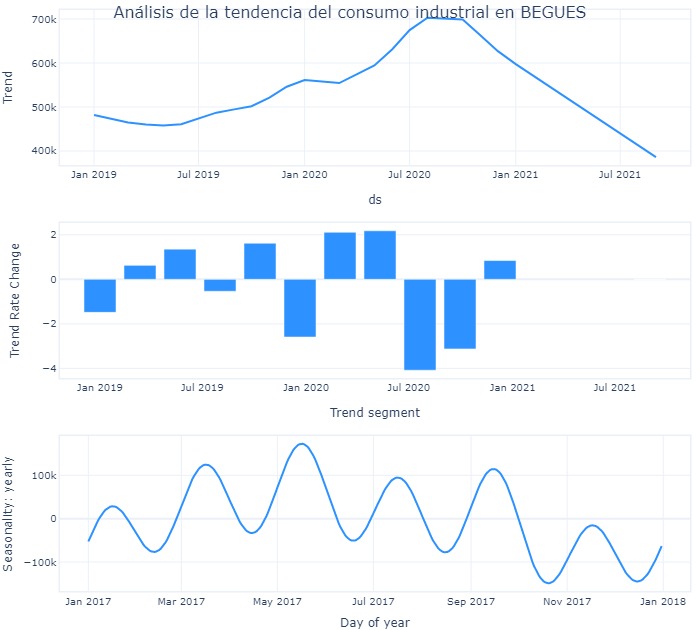 Análisis de la tendencia del consumo industrial en BEGUES
700k
600k
500k
400k
Trend
Jan 2019 Jul 2019 Jan 2020 Jul 2020 Jan 2021 Jul 2021
ds
2
0
−2
−4
Trend Rate Change
Jan 2019 Jul 2019 Jan 2020 Jul 2020 Jan 2021 Jul 2021
Trend segment
100k
0
−100k
Seasonality: yearly
Jan 2017 Mar 2017 May 2017 Jul 2017 Sep 2017 Nov 2017 Jan 2018
Day of year